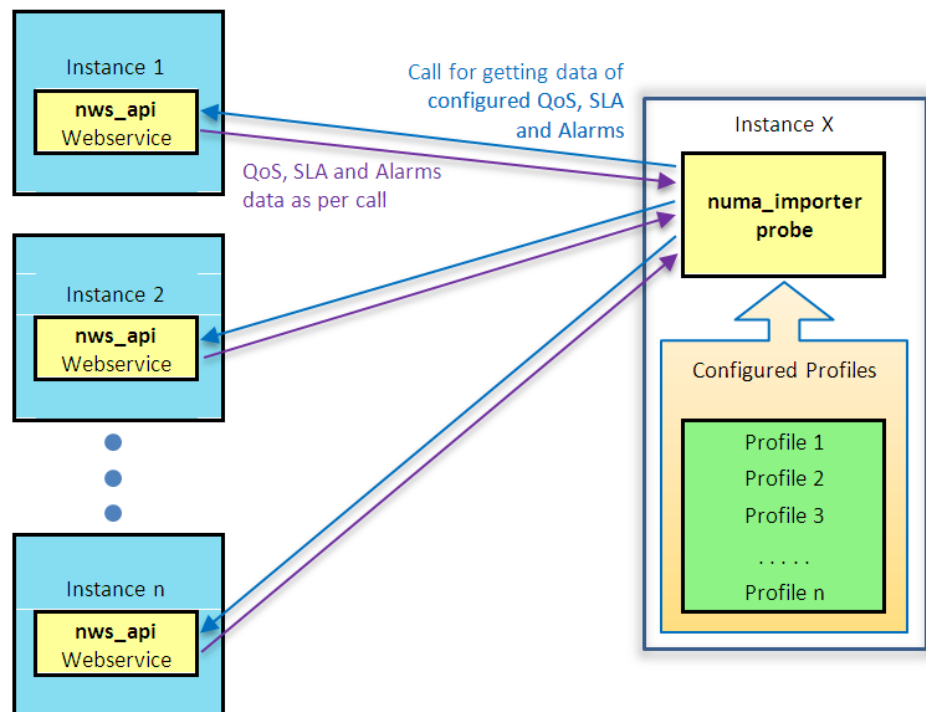 Instance 1
nws_api
Webservice
Call for getting data of
configured QoS, SLA
and Alarms
QoS, SLA and Alarms
data as per call
Instance 2
nws_api
Webservice
Instance n
nws_api
Webservice
Instance X
numa_importer
probe
Configured Profiles
Profile 1
Profile 2
Profile 3
. . . . .
Profile n